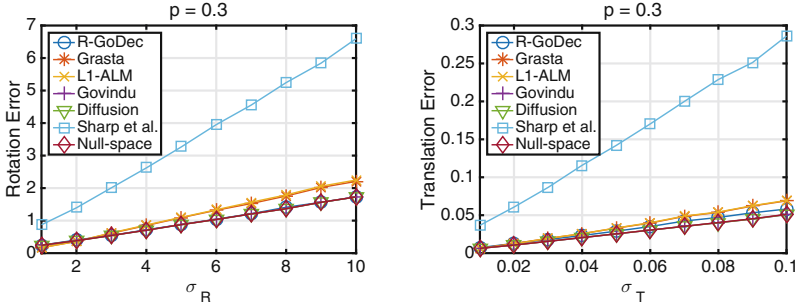 p = 0.3
7
6
5
4
3
2
1
0
Rotation Error
R-GoDec
Grasta
L1-ALM
Govindu
Diffusion
Sharp et al.
Null-space
2 4 6 8 10
σ_R
p = 0.3
0.3
0.25
0.2
0.15
0.1
0.05
0
Translation Error
R-GoDec
Grasta
L1-ALM
Govindu
Diffusion
Sharp et al.
Null-space
0.02 0.04 0.06 0.08 0.1
σ_T